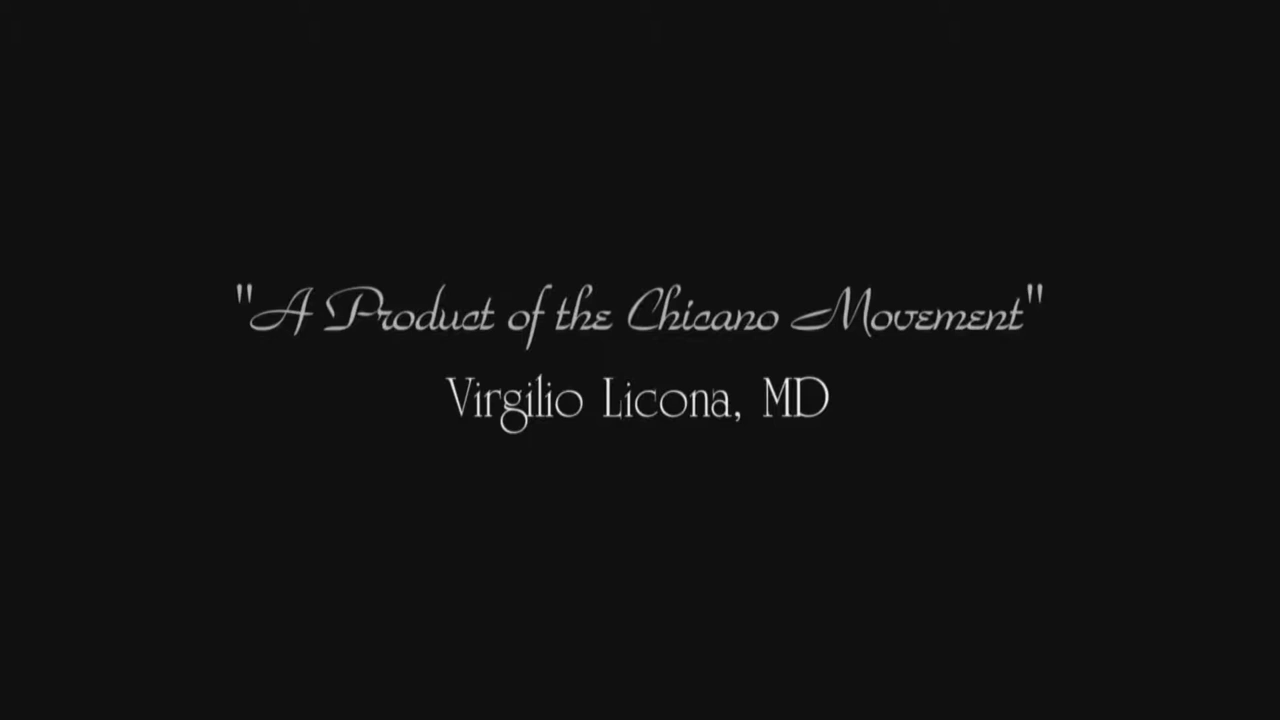 "A Product of the Chicano Movement"
Virgilio Licona, MD